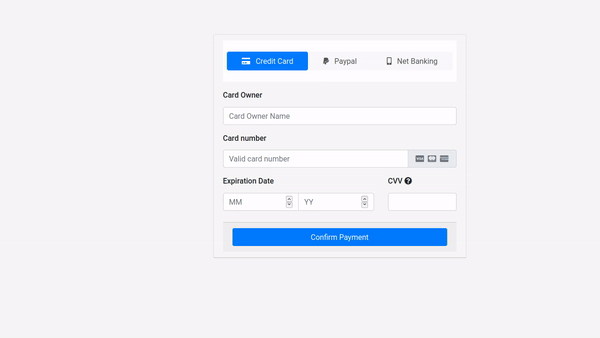 Credit Card Paypal Net Banking
Card Owner
Card Owner Name
Card number
Valid card number
Expiration Date CVV
MM YY
Confirm Payment